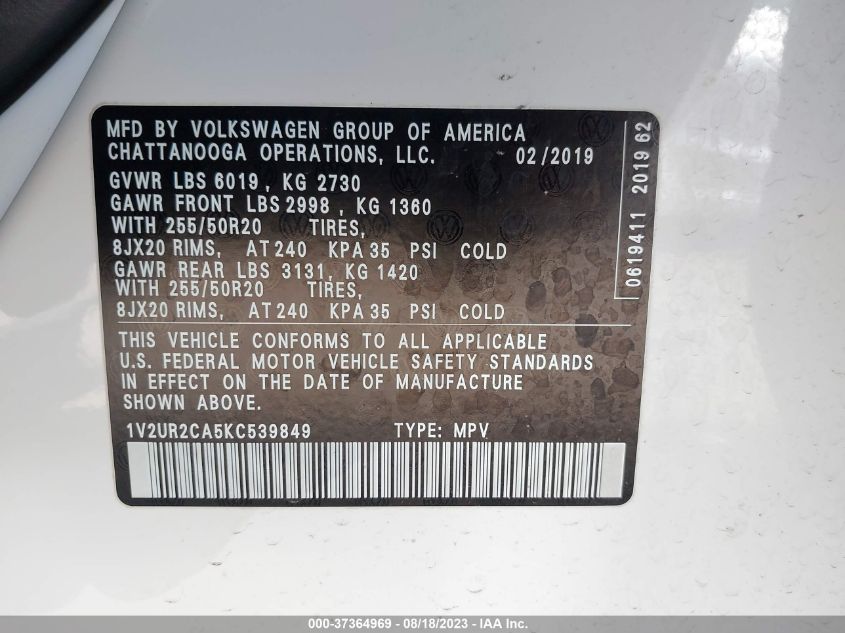 MFD BY VOLKSWAGEN GROUP OF AMERICA
CHATTANOOGA OPERATIONS, LLC. 02/2019
GVWR LBS 6019, KG 2730
GAWR FRONT LBS 2998, KG 1360
WITH 255/50R20 TIRES,
8JX20 RIMS, AT 240 KPA 35 PSI COLD
GAWR REAR LBS 3131, KG 1420
WITH 255/50R20 TIRES,
8JX20 RIMS, AT 240 KPA 35 PSI COLD
THIS VEHICLE CONFORMS TO ALL APPLICABLE
U.S. FEDERAL MOTOR VEHICLE SAFETY STANDARDS
IN EFFECT ON THE DATE OF MANUFACTURE
SHOWN ABOVE.
1V2UR2CA5KC539849 TYPE: MPV
0619411 2019 62
000-37364969 - 08/18/2023 - IAAI.com